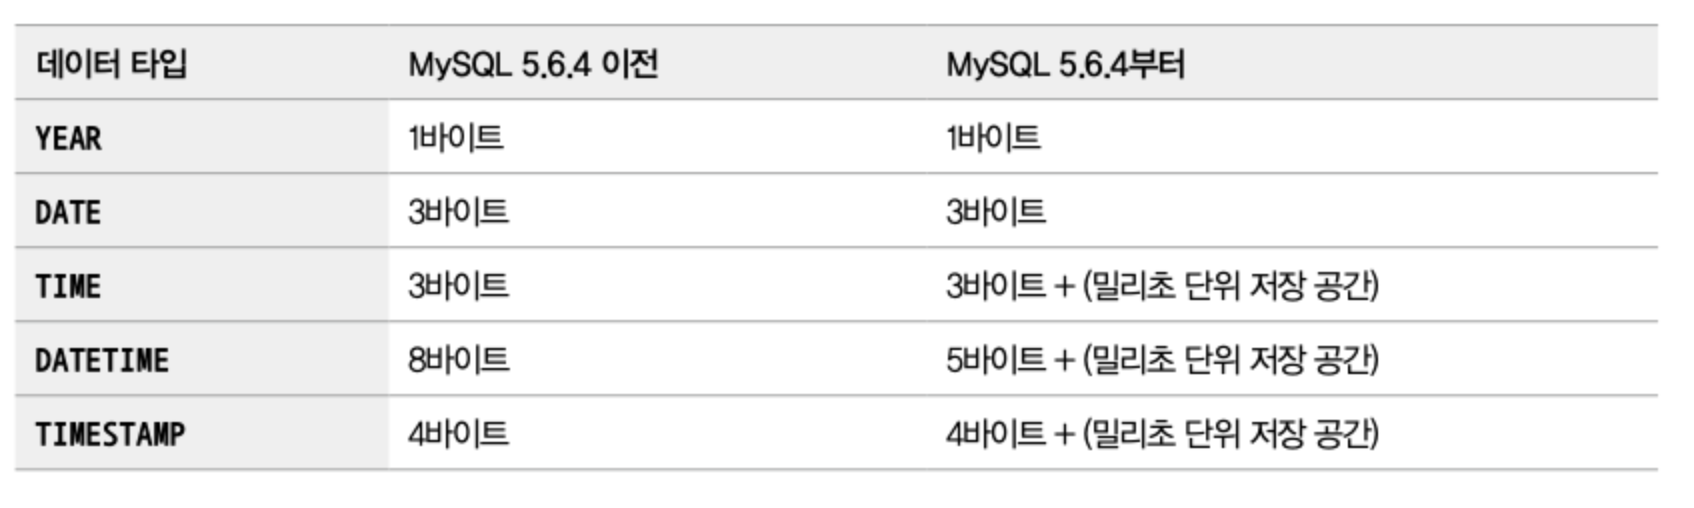 데이터 타입 MySQL 5.6.4 이전 MySQL 5.6.4부터
YEAR 1바이트 1바이트
DATE 3바이트 3바이트
TIME 3바이트 3바이트 + (밀리초 단위 저장 공간)
DATETIME 8바이트 5바이트 + (밀리초 단위 저장 공간)
TIMESTAMP 4바이트 4바이트 + (밀리초 단위 저장 공간)